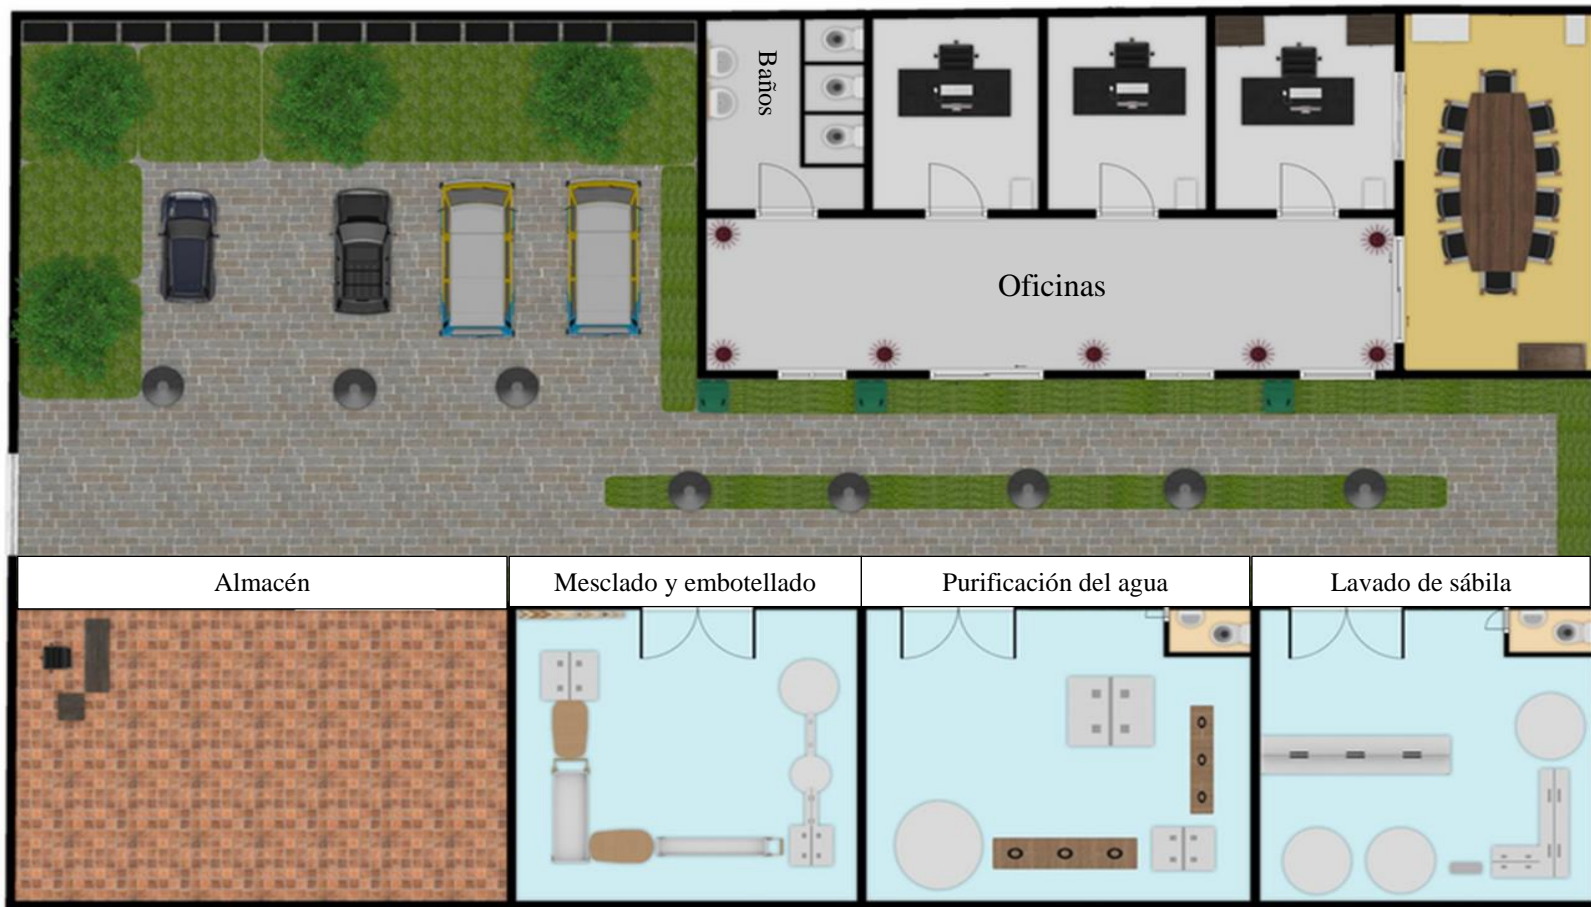 Baños
Oficinas
Almacén
Mesclado y embotellado
Purificación del agua
Lavado de sábila